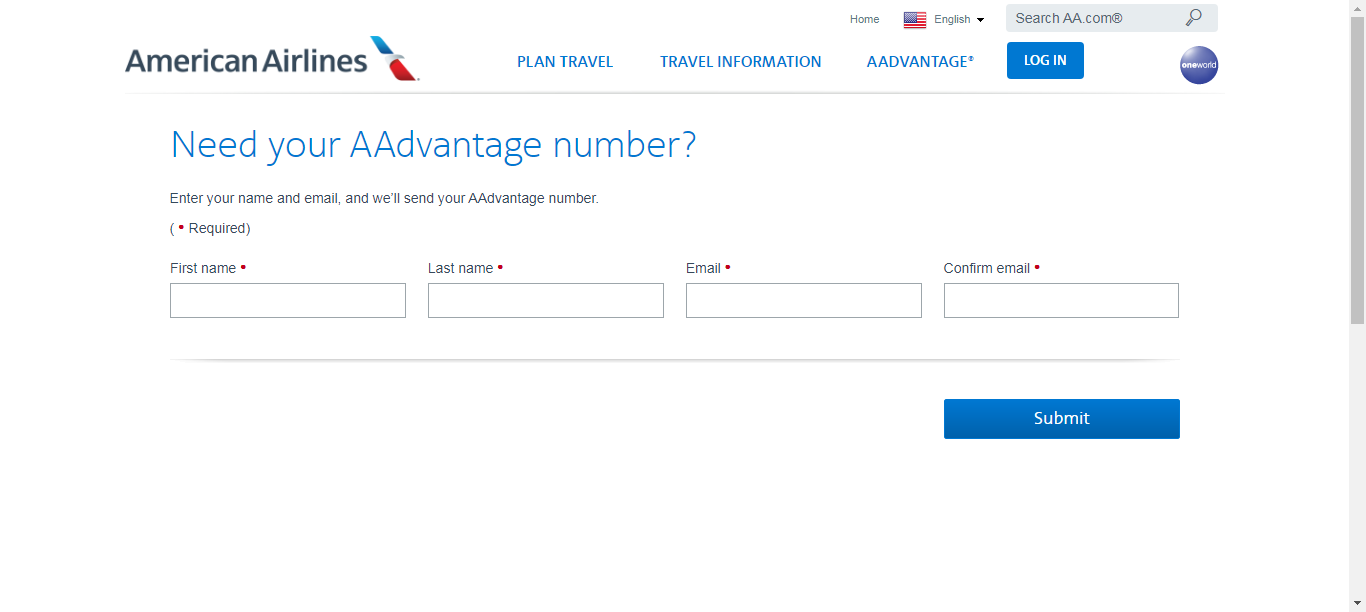 Home English Search AA.com®
American Airlines PLAN TRAVEL TRAVEL INFORMATION AADVANTAGE® LOG IN oneworld
Need your AAdvantage number?
Enter your name and email, and we'll send your AAdvantage number.
( • Required)
First name • Last name • Email • Confirm email •
Submit